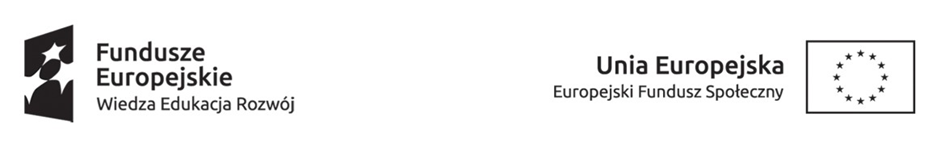 Fundusze
Europejskie
Wiedza Edukacja Rozwój
Unia Europejska
Europejski Fundusz Społeczny